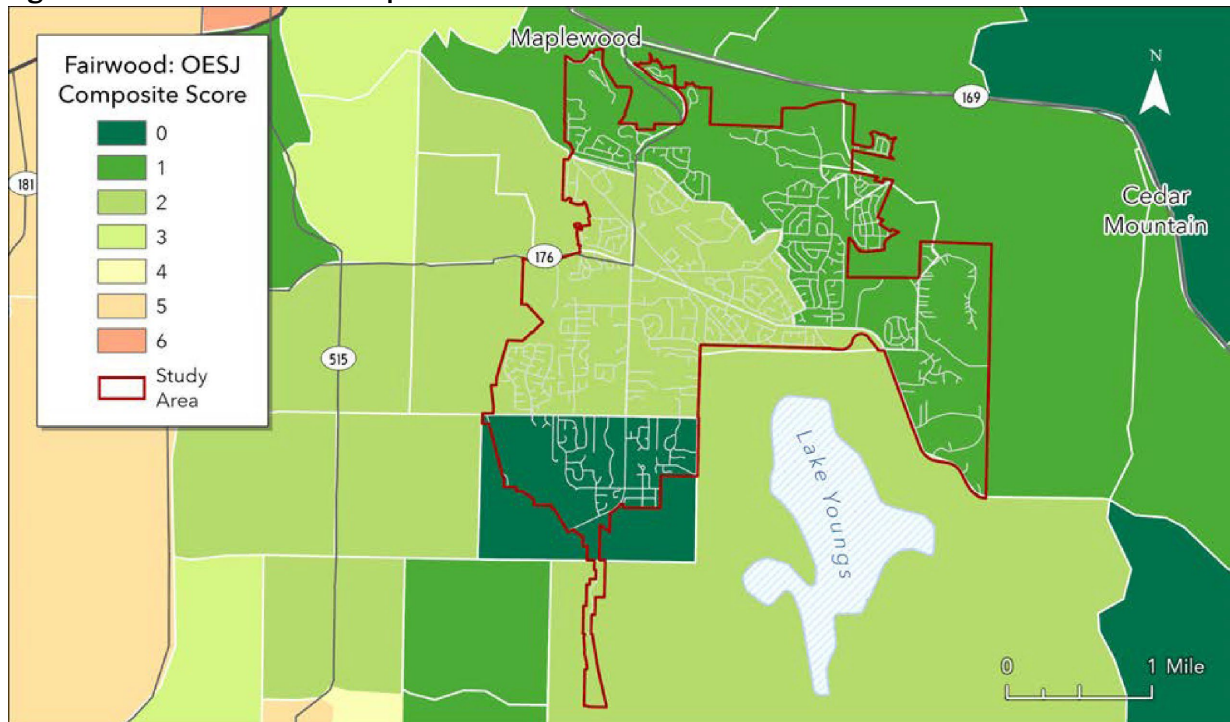 Maplewood
Fairwood: OESJ
Composite Score
0
1
2
3
4
5
6
Study
Area
N
169
181
Cedar
Mountain
176
515
Lake Youngs
0
1 Mile